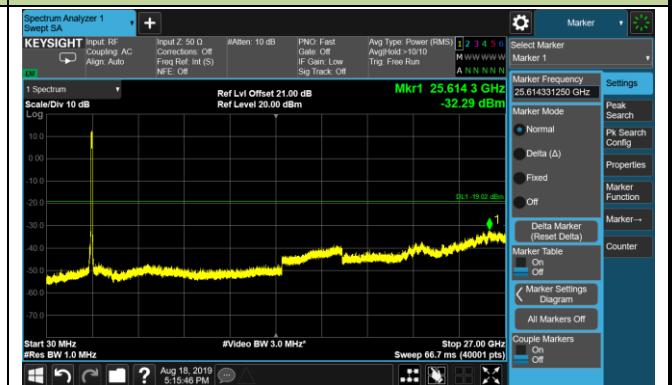 Spectrum Analyzer 1
Swept SA
Marker
KEYSIGHT
Input: RF
Coupling: AC
Align: Auto
Input Z: 50 Ω
Corrections: Off
Freq Ref: Int (S)
NFE: Off
#Atten: 10 dB
PNO: Fast
Gate: Off
IF Gain: Low
Sig Track: Off
Avg Type: Power (RMS)
Avg|Hold:>10/10
Trig: Free Run
1 2 3 4 5 6
M W W W W W
A N N N N N
Select Marker
Marker 1
1 Spectrum
Scale/Div 10 dB
Log
Ref Lvl Offset 21.00 dB
Ref Level 20.00 dBm
Mkr1 25.614 3 GHz
-32.29 dBm
10.0
0.00
-10.0
-20.0
-30.0
-40.0
-50.0
-60.0
-70.0
DL1 -19.02 dBm
1
Start 30 MHz
#Res BW 1.0 MHz
#Video BW 3.0 MHz*
Stop 27.00 GHz
Sweep 66.7 ms (40001 pts)
Marker Frequency
25.614331250 GHz
Marker Mode
Normal
Delta (Δ)
Fixed
Off
Delta Marker
(Reset Delta)
Marker Table
On
Off
Marker Settings
Diagram
All Markers Off
Couple Markers
On
Off
Settings
Peak
Search
Pk Search
Config
Properties
Marker
Function
Marker→
Counter
Aug 18, 2019
5:15:46 PM